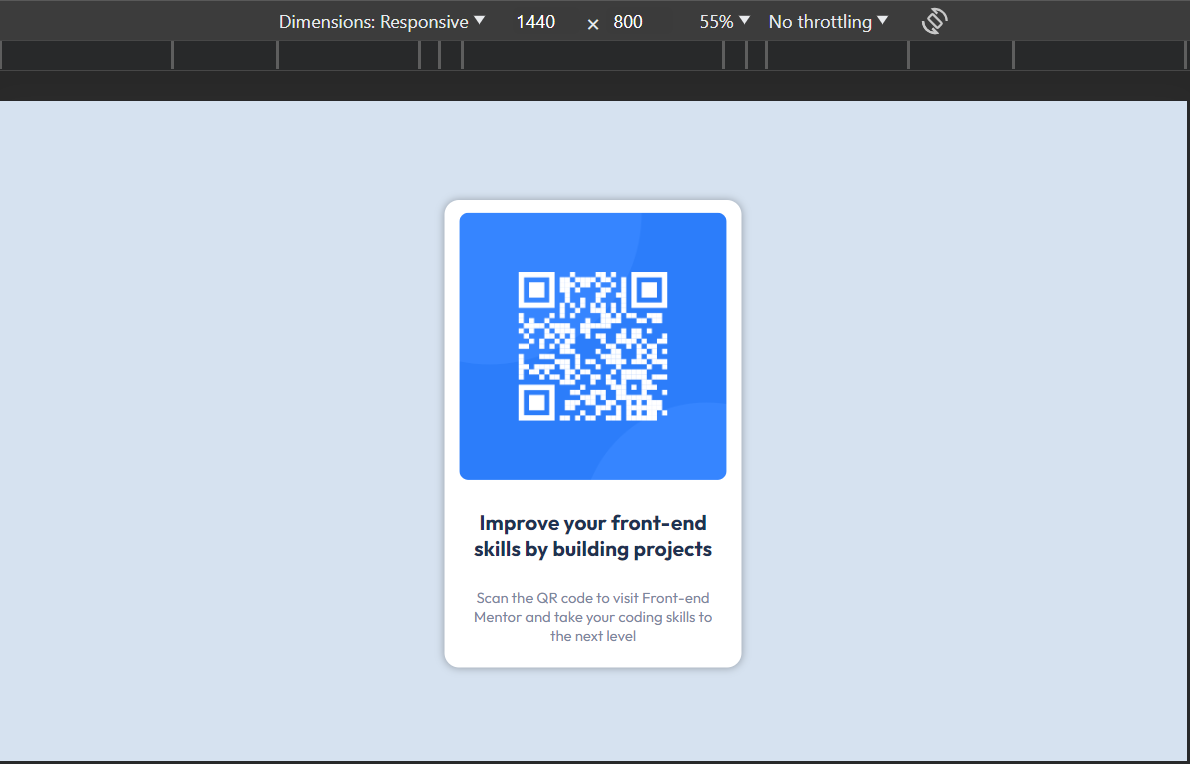 Dimensions: Responsive 1440 × 800 55% No throttling
Improve your front-end
skills by building projects
Scan the QR code to visit Front-end
Mentor and take your coding skills to
the next level